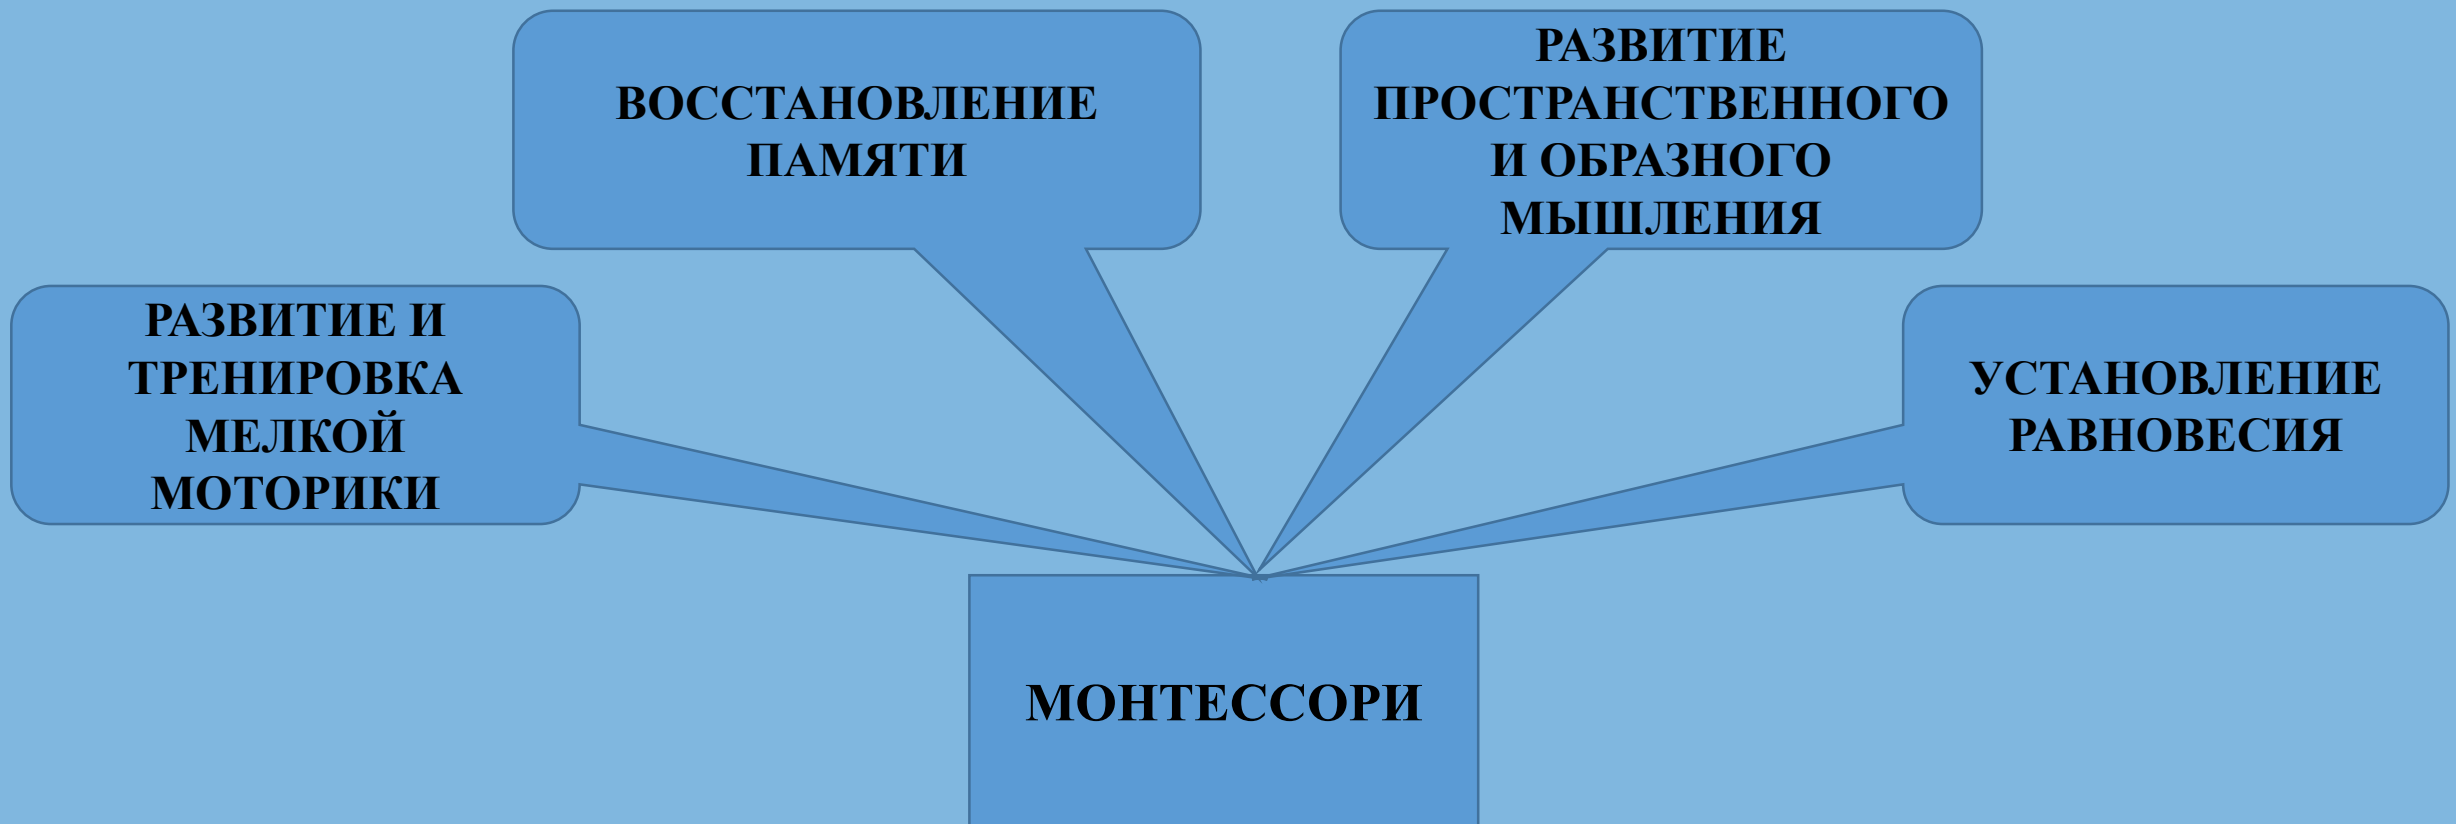 ВОССТАНОВЛЕНИЕ
ПАМЯТИ
РАЗВИТИЕ
ПРОСТРАНСТВЕННОГО
И ОБРАЗНОГО
МЫШЛЕНИЯ
РАЗВИТИЕ И
ТРЕНИРОВКА
МЕЛКОЙ
МОТОРИКИ
УСТАНОВЛЕНИЕ
РАВНОВЕСИЯ
МОНТЕССОРИ